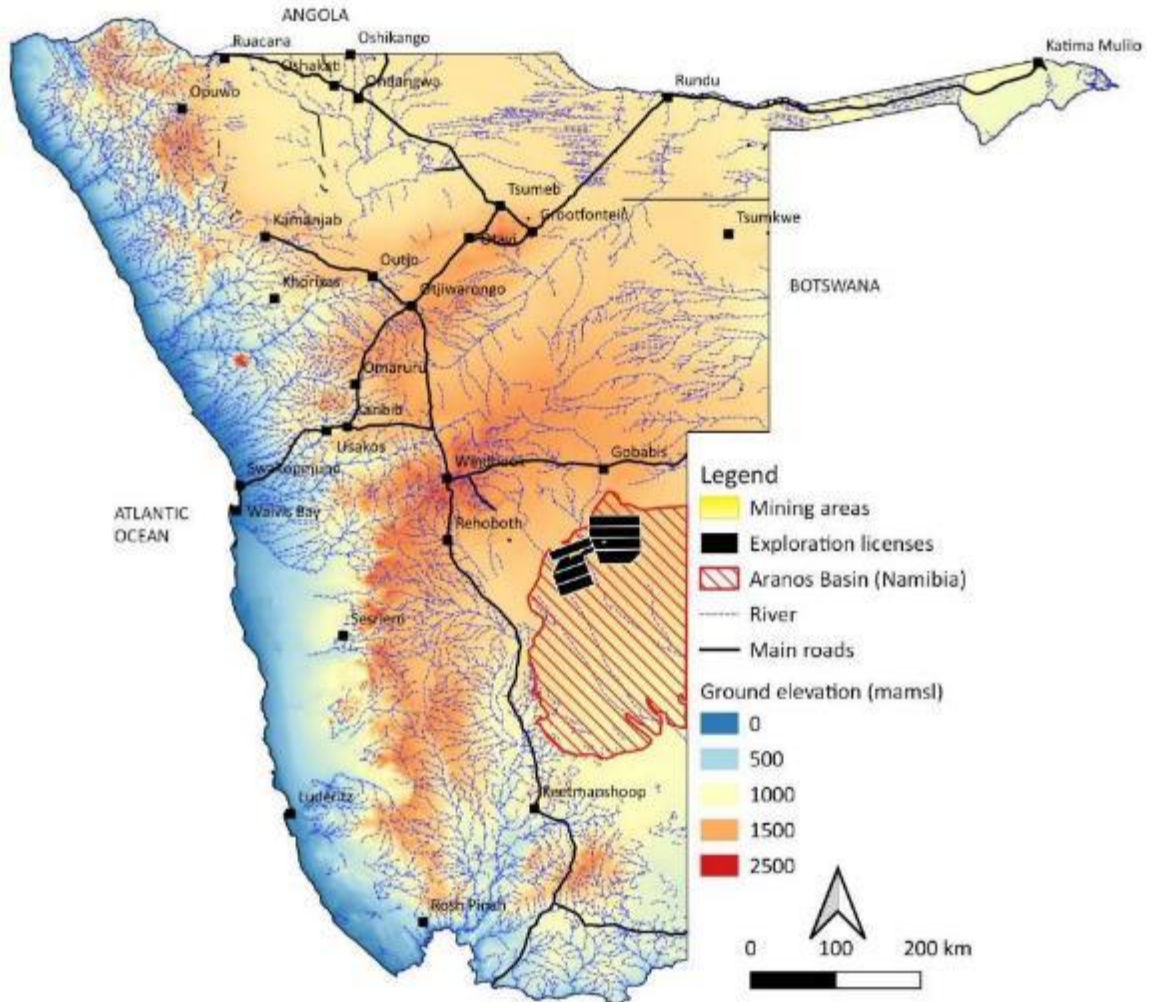 ANGOLA
Ruacana
Oshikango
Katima Mulilo
Oshakati
Ondangwa
Rundu
Opuwo
Tsumeb
Grootfontein
Kamanjab
Otavi
Tsumkwe
Outjo
Khorixas
Otjiwarongo
BOTSWANA
Omaruru
Karibib
Usakos
Windhoek
Gobabis
Swakopmund
Legend
Walvis Bay
Mining areas
ATLANTIC
OCEAN
Rehoboth
Exploration licenses
Aranos Basin (Namibia)
River
Sesriem
Main roads
Ground elevation (mamsl)
0
500
Keetmanshoop
1000
Luderitz
1500
2500
Rosh Pinah
0 100 200 km